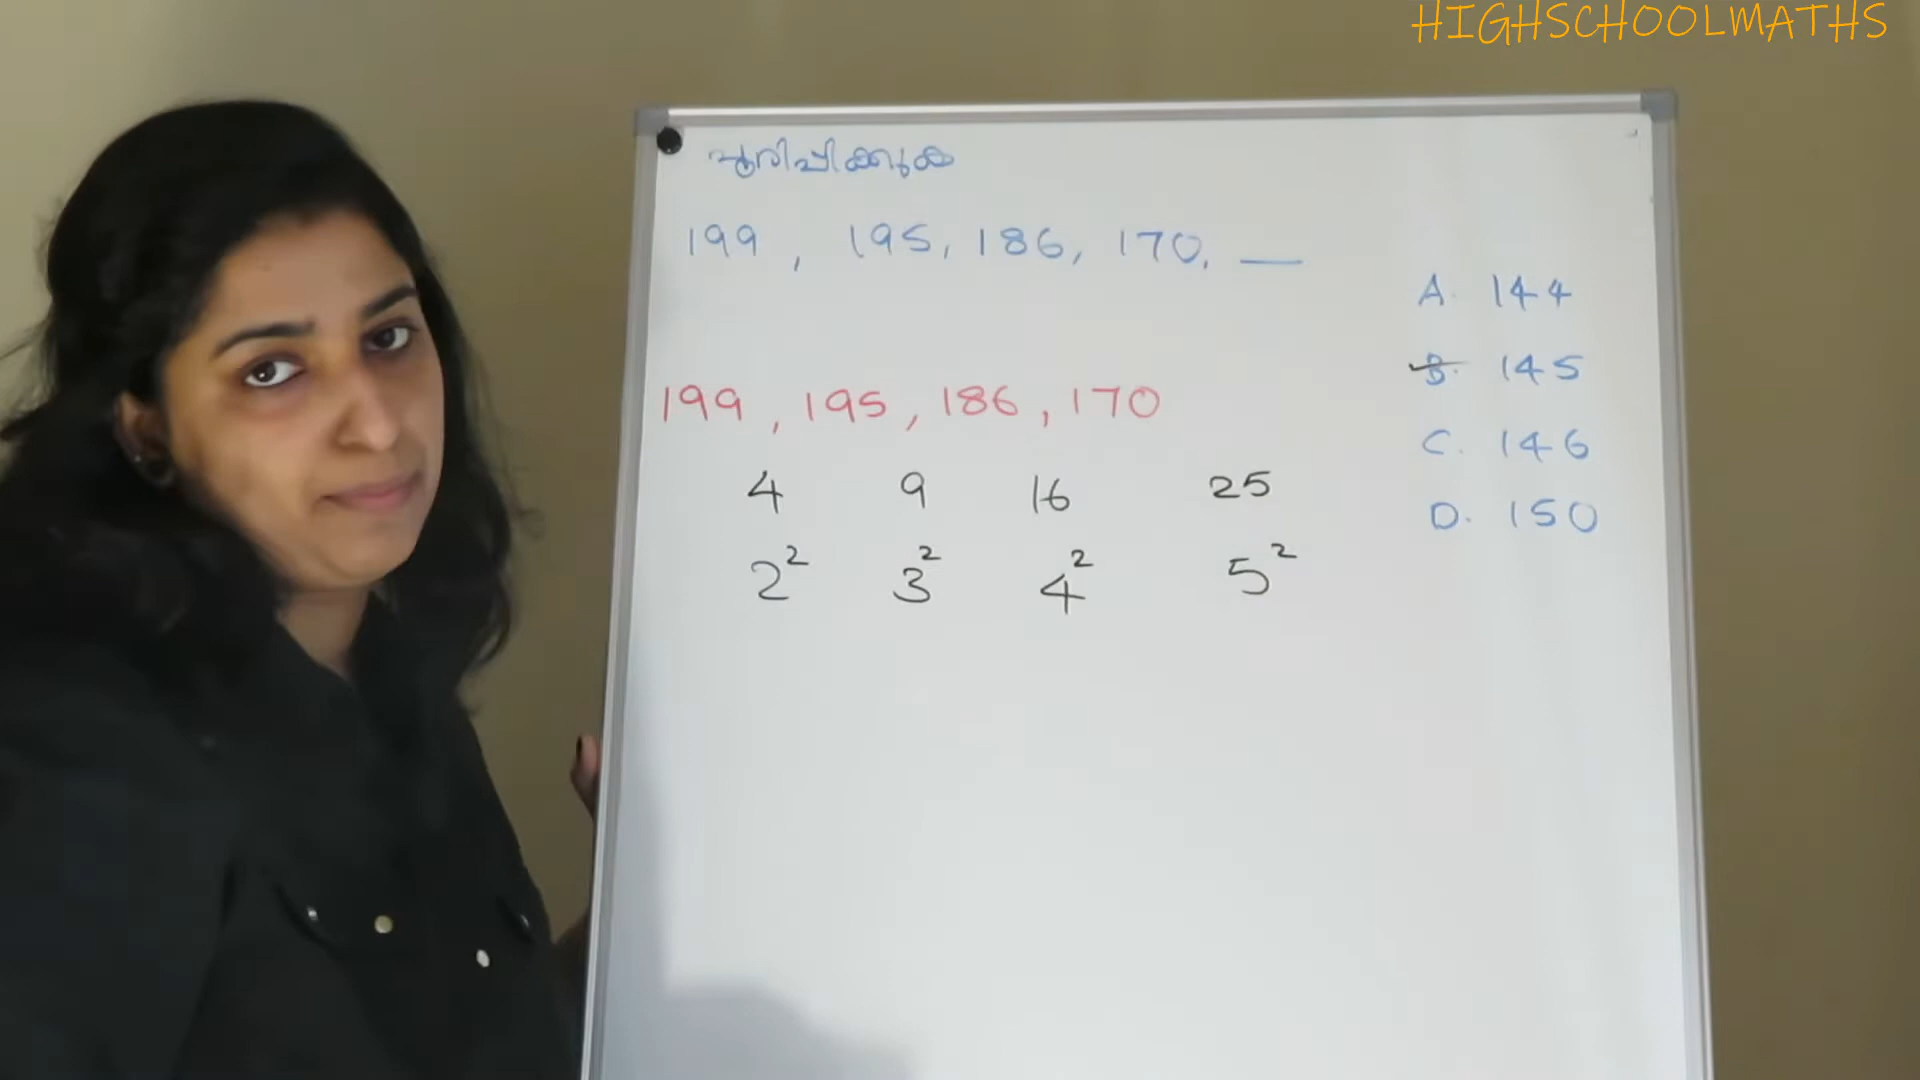 HIGHSCHOOLMATHS
പൂരിപ്പിക്കുക
199 , 195, 186, 170, __
A. 144
B. 145
C. 146
D. 150
199 , 195 , 186 , 170
4 9 16 25
2² 3² 4² 5²